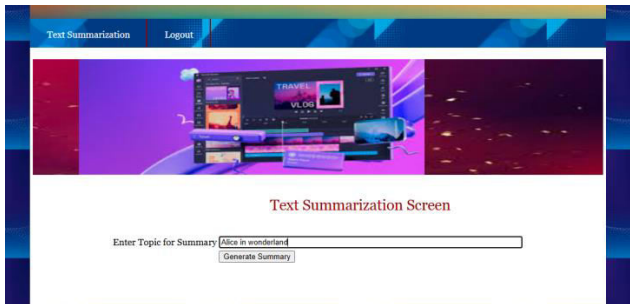 Text Summarization Logout
TRAVEL
VLOG
Text Summarization Screen
Enter Topic for Summary Alice in wonderland
Generate Summary